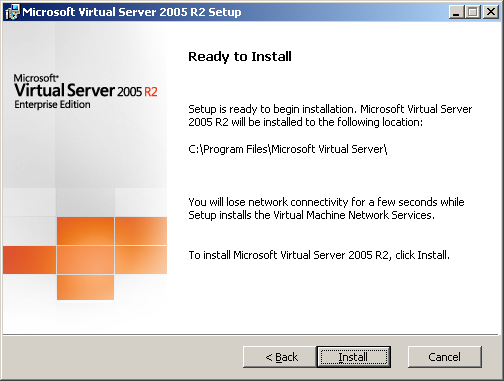 Microsoft Virtual Server 2005 R2 Setup
Microsoft®
Virtual Server 2005 R2
Enterprise Edition
Ready to Install
Setup is ready to begin installation. Microsoft Virtual Server
2005 R2 will be installed to the following location:
C:\Program Files\Microsoft Virtual Server\
You will lose network connectivity for a few seconds while
Setup installs the Virtual Machine Network Services.
To install Microsoft Virtual Server 2005 R2, click Install.
< Back
Install
Cancel